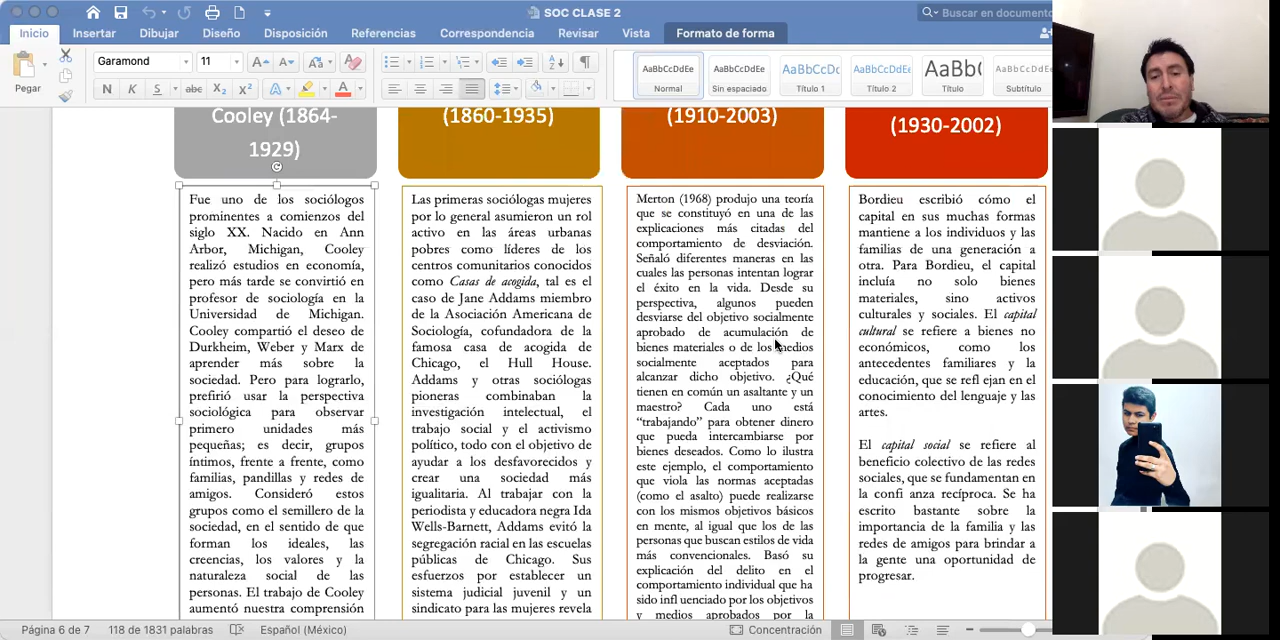 SOC CLASE 2
Buscar en documento
Inicio
Insertar
Dibujar
Diseño
Disposición
Referencias
Correspondencia
Revisar
Vista
Formato de forma
Pegar
Garamond
11
N
K
S
abc
X₂
X²
AaBbCcDdEe
Normal
AaBbCcDdEe
Sin espaciado
AaBbCcDc
Título 1
AaBbCcDdEe
Título 2
AaBbCcD
Título
AaBbCcDdEe
Subtítulo
Cooley (1864-
1929)
Fue uno de los sociólogos
prominentes a comienzos del
siglo XX. Nacido en Ann
Arbor, Michigan, Cooley
realizó estudios en economía,
pero más tarde se convirtió en
profesor de sociología en la
Universidad de Michigan.
Cooley compartió el deseo de
Durkheim, Weber y Marx de
aprender más sobre la
sociedad. Pero para lograrlo,
prefirió usar la perspectiva
sociológica para observar
primero unidades más
pequeñas; es decir, grupos
íntimos, frente a frente, como
familias, pandillas y redes de
amigos. Consideró estos
grupos como el semillero de la
sociedad, en el sentido de que
forman los ideales, las
creencias, los valores y la
naturaleza social de las
personas. El trabajo de Cooley
aumentó nuestra comprensión
(1860-1935)
Las primeras sociólogas mujeres
por lo general asumieron un rol
activo en las áreas urbanas
pobres como líderes de los
centros comunitarios conocidos
como Casas de acogida, tal es el
caso de Jane Addams miembro
de la Asociación Americana de
Sociología, cofundadora de la
famosa casa de acogida de
Chicago, el Hull House.
Addams y otras sociólogas
pioneras combinaban la
investigación intelectual, el
trabajo social y el activismo
político, todo con el objetivo de
ayudar a los desfavorecidos y
crear una sociedad más
igualitaria. Al trabajar con la
periodista y educadora negra Ida
Wells-Barnett, Addams evitó la
segregación racial en las escuelas
públicas de Chicago. Sus
esfuerzos por establecer un
sistema judicial juvenil y un
sindicato para las mujeres revela
(1910-2003)
Merton (1968) produjo una teoría
que se constituyó en una de las
explicaciones más citadas del
comportamiento de desviación.
Señaló diferentes maneras en las
cuales las personas intentan lograr
el éxito en la vida. Desde su
perspectiva, algunos pueden
desviarse del objetivo socialmente
aprobado de acumulación de
bienes materiales o de los medios
socialmente aceptados para
alcanzar dicho objetivo. ¿Qué
tienen en común un asaltante y un
maestro? Cada uno está
“trabajando” para obtener dinero
que pueda intercambiarse por
bienes deseados. Como lo ilustra
este ejemplo, el comportamiento
que viola las normas aceptadas
(como el asalto) puede realizarse
con los mismos objetivos básicos
en mente, al igual que los de las
personas que buscan estilos de vida
más convencionales. Basó su
explicación del delito en el
comportamiento individual que ha
sido infl uenciado por los objetivos
y medios aprobados por la
(1930-2002)
Bordieu escribió cómo el
capital en sus muchas formas
mantiene a los individuos y las
familias de una generación a
otra. Para Bordieu, el capital
incluía no solo bienes
materiales, sino activos
culturales y sociales. El capital
cultural se refiere a bienes no
económicos, como los
antecedentes familiares y la
educación, que se refl ejan en el
conocimiento del lenguaje y las
artes.
El capital social se refiere al
beneficio colectivo de las redes
sociales, que se fundamentan en
la confi anza recíproca. Se ha
escrito bastante sobre la
importancia de la familia y las
redes de amigos para brindar a
la gente una oportunidad de
progresar.
Página 6 de 7
118 de 1831 palabras
Español (México)
Concentración